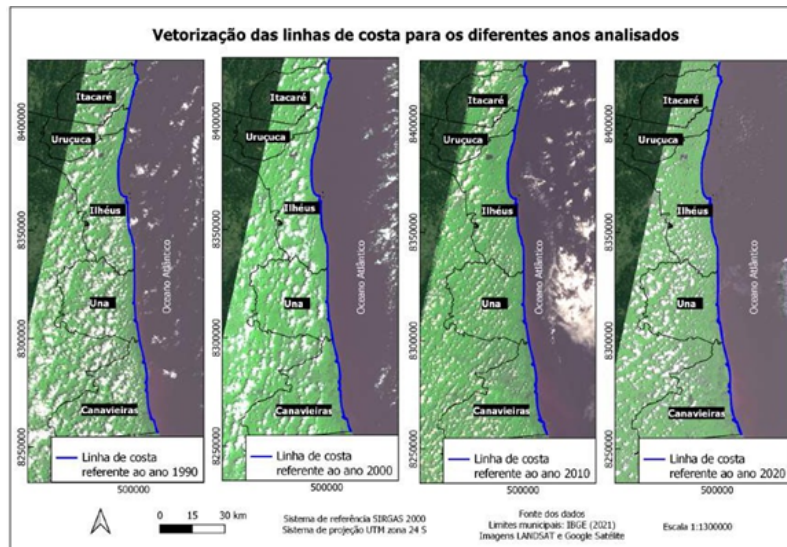 Vetorização das linhas de costa para os diferentes anos analisados
8400000
8350000
8300000
8250000
Itacaré
Uruçuca
Ilhéus
Una
Canavieiras
Oceano Atlântico
Linha de costa
referente ao ano 1990
500000
8400000
8350000
8300000
8250000
Itacaré
Uruçuca
Ilhéus
Una
Canavieiras
Oceano Atlântico
Linha de costa
referente ao ano 2000
500000
8400000
8350000
8300000
8250000
Itacaré
Uruçuca
Ilhéus
Una
Canavieiras
Oceano Atlântico
Linha de costa
referente ao ano 2010
500000
8400000
8350000
8300000
8250000
Itacaré
Uruçuca
Ilhéus
Una
Canavieiras
Oceano Atlântico
Linha de costa
referente ao ano 2020
500000
0 15 30 km
Sistema de referência SIRGAS 2000
Sistema de projeção UTM zona 24 S
Fonte dos dados
Limites municipais: IBGE (2021)
Imagens LANDSAT e Google Satélite
Escala 1:1300000